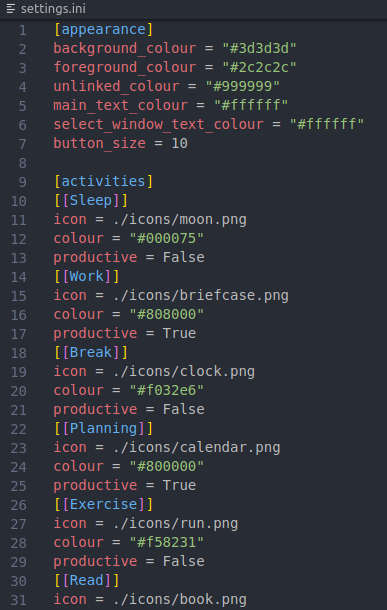 settings.ini
1 [appearance]
2 background_colour = "#3d3d3d"
3 foreground_colour = "#2c2c2c"
4 unlinked_colour = "#999999"
5 main_text_colour = "#ffffff"
6 select_window_text_colour = "#ffffff"
7 button_size = 10
8
9 [activities]
10 [[Sleep]]
11 icon = ./icons/moon.png
12 colour = "#000075"
13 productive = False
14 [[Work]]
15 icon = ./icons/briefcase.png
16 colour = "#808000"
17 productive = True
18 [[Break]]
19 icon = ./icons/clock.png
20 colour = "#f032e6"
21 productive = False
22 [[Planning]]
23 icon = ./icons/calendar.png
24 colour = "#800000"
25 productive = True
26 [[Exercise]]
27 icon = ./icons/run.png
28 colour = "#f58231"
29 productive = False
30 [[Read]]
31 icon = ./icons/book.png